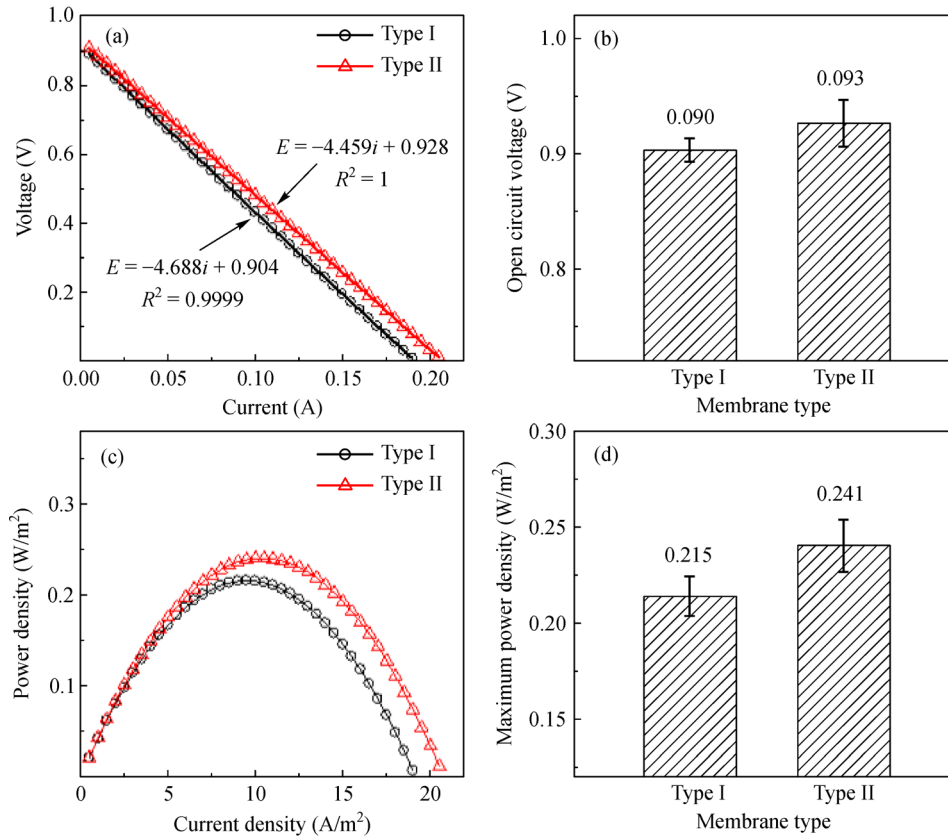 (a)
Type I
Type II
E = −4.459i + 0.928
R² = 1
E = −4.688i + 0.904
R² = 0.9999
1.0
0.8
0.6
0.4
0.2
0.00 0.05 0.10 0.15 0.20
Voltage (V)
Current (A)
(b)
0.090
0.093
1.0
0.9
0.8
Open circuit voltage (V)
Type I Type II
Membrane type
(c)
Type I
Type II
0.3
0.2
0.1
0 5 10 15 20
Power density (W/m²)
Current density (A/m²)
(d)
0.215
0.241
0.30
0.25
0.20
0.15
Maximum power density (W/m²)
Type I Type II
Membrane type